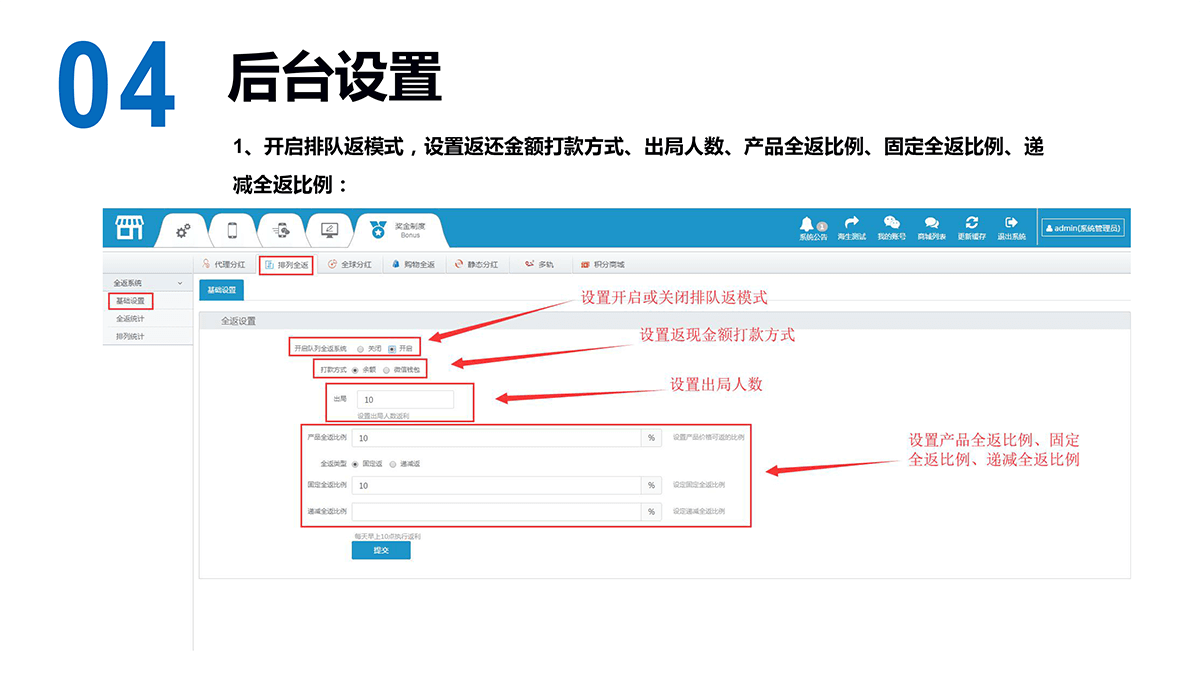 04
后台设置
1、开启排队返模式，设置返还金额打款方式、出局人数、产品全返比例、固定全返比例、递
减全返比例：
奖金制度
Bonus
1
系统公告
再生测试
我的账号
商城列表
更新缓存
退出系统
admin(系统管理员)
代理分红
排列全返
全球分红
购物全返
静态分红
多轨
积分商城
全返系统
基础设置
全返统计
排列统计
基础设置
全返设置
设置开启或关闭排队返模式
开启队列全返系统 关闭 开启
设置返现金额打款方式
打款方式 余额 微信钱包
设置出局人数
出局 10
设置出局人数返利
产品全返比例 10 % 设置产品价格可返的比例
设置产品全返比例、固定
全返比例、递减全返比例
全返类型 固定返 递减返
固定全返比例 10 % 设定固定全返比例
递减全返比例 % 设定递减全返比例
每天早上10点执行返利
提交